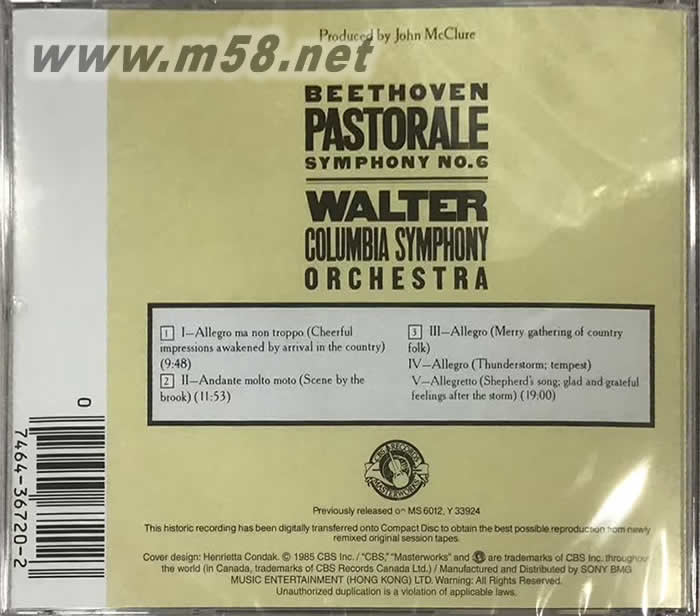 Produced by John McClure
www.m58.net
BEETHOVEN
PASTORALE
SYMPHONY NO.6
WALTER
COLUMBIA SYMPHONY
ORCHESTRA
1 I—Allegro ma non troppo (Cheerful
impressions awakened by arrival in the country)
(9:48)
2 II—Andante molto moto (Scene by the
brook) (11:53)
3 III—Allegro (Merry gathering of country
folk)
IV—Allegro (Thunderstorm; tempest)
V—Allegretto (Shepherd's song; glad and grateful
feelings after the storm) (19:00)
0
7464-36720-2
CBS RECORDS
MASTERWORKS
Previously released on MS 6012, Y 33924
This historic recording has been digitally transferred onto Compact Disc to obtain the best possible reproduction from newly
remixed original session tapes.
Cover design: Henrietta Condak. © 1985 CBS Inc. / "CBS," "Masterworks" and are trademarks of CBS Inc. throughout
the world (in Canada, trademarks of CBS Records Canada Ltd.) / Manufactured and Distributed by SONY BMG
MUSIC ENTERTAINMENT (HONG KONG) LTD. Warning: All Rights Reserved.
Unauthorized duplication is a violation of applicable laws.